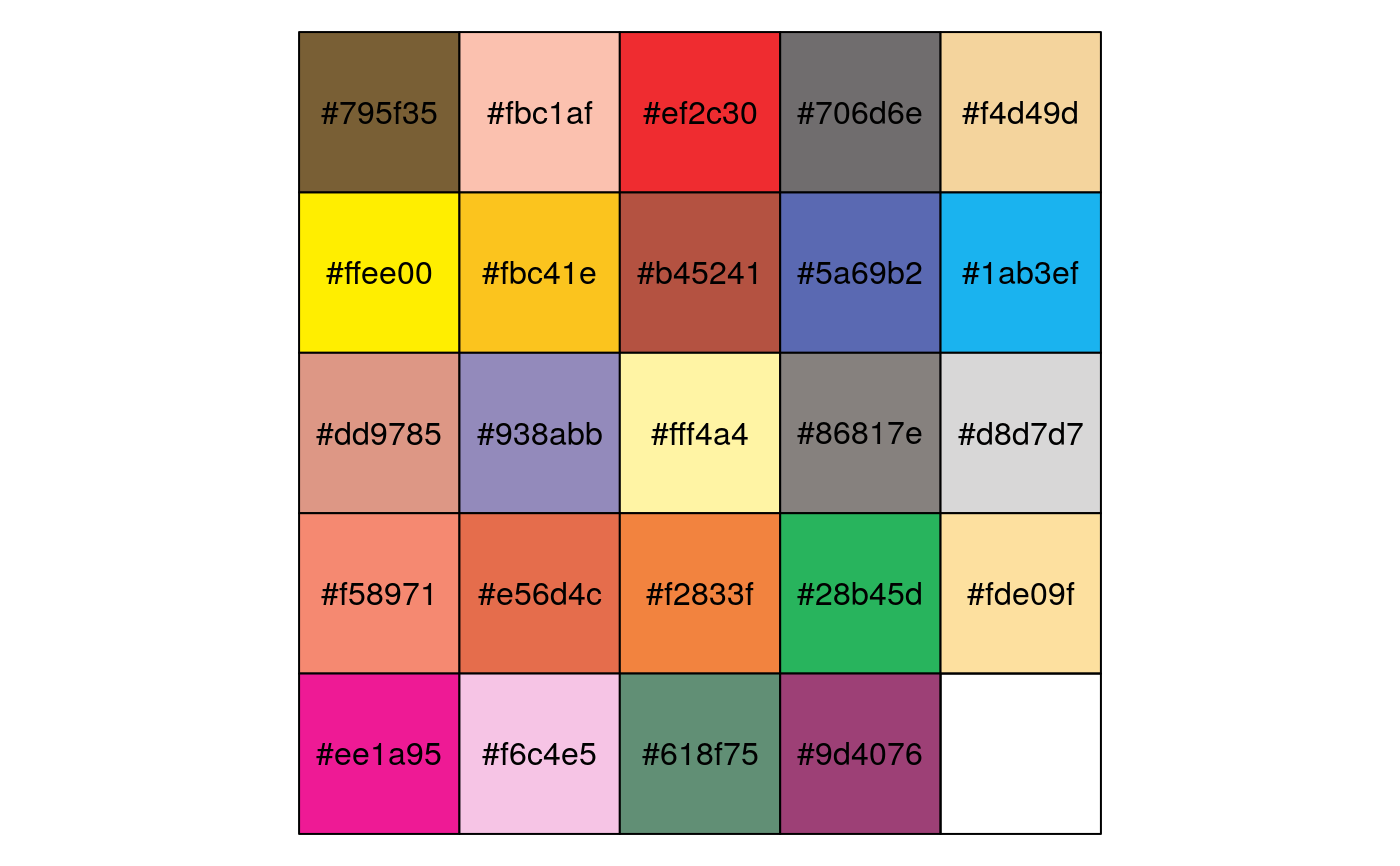 #795f35 #fbc1af #ef2c30 #706d6e #f4d49d
#ffee00 #fbc41e #b45241 #5a69b2 #1ab3ef
#dd9785 #938abb #fff4a4 #86817e #d8d7d7
#f58971 #e56d4c #f2833f #28b45d #fde09f
#ee1a95 #f6c4e5 #618f75 #9d4076